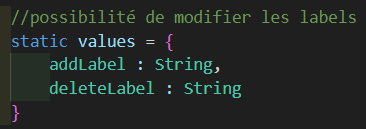 //possibilité de modifier les labels
static values = {
    addLabel : String,
    deleteLabel : String
}